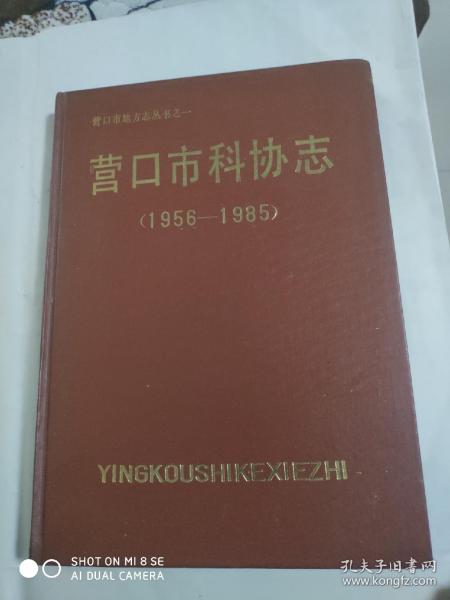 营口市地方志丛书之一
营口市科协志
(1956—1985)
YINGKOUSHIKEXIEZHI
SHOT ON MI 8 SE
AI DUAL CAMERA
孔夫子旧书网
www.kongfz.com